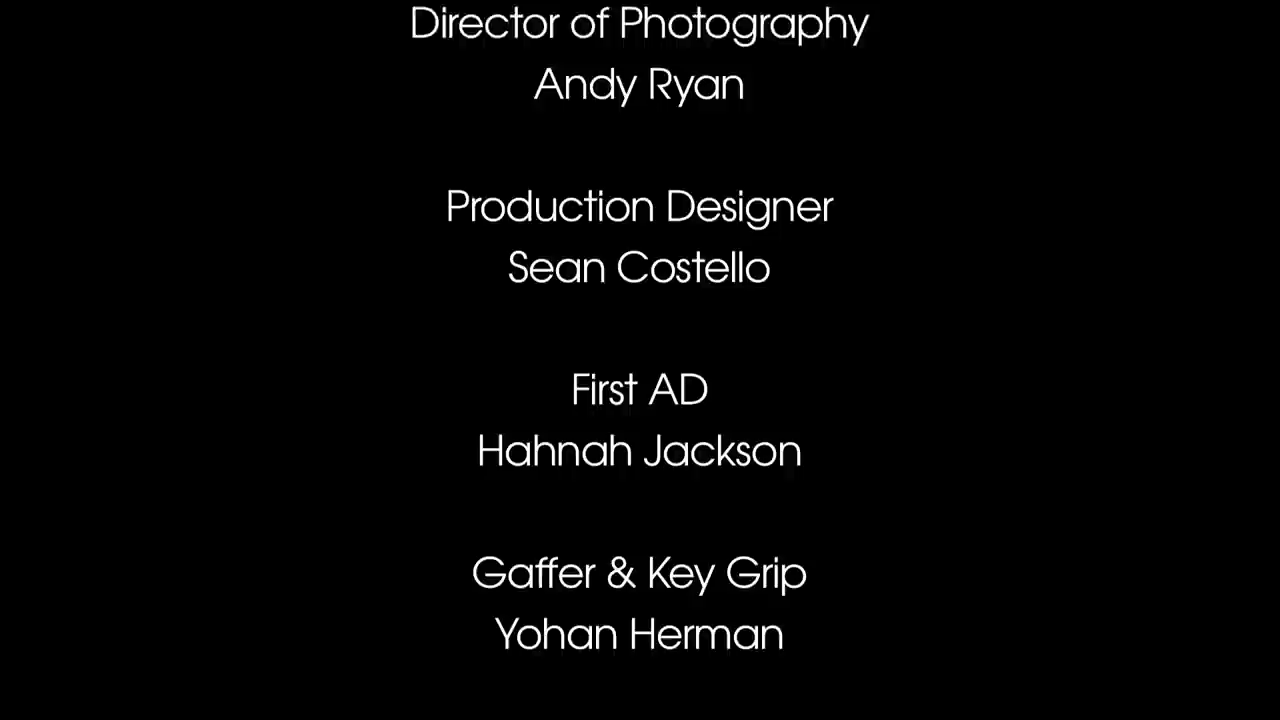 Director of Photography
Andy Ryan
Production Designer
Sean Costello
First AD
Hahnah Jackson
Gaffer & Key Grip
Yohan Herman